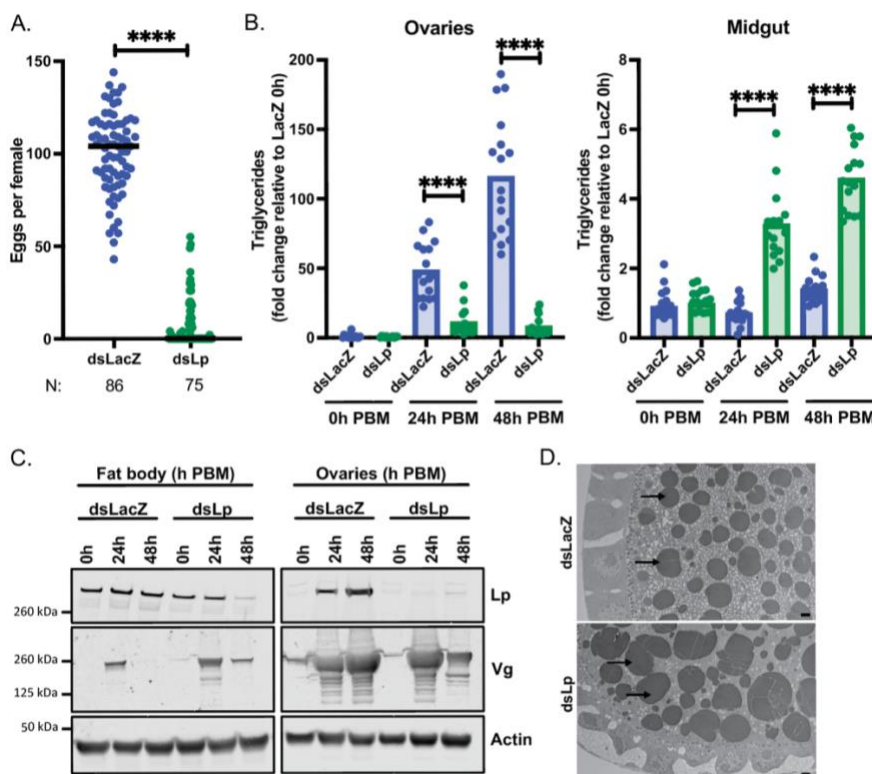 A.
****
150
100
50
0
Eggs per female
dsLacZ dsLp
N: 86 75
B.
Ovaries
Triglycerides
(fold change relative to LacZ 0h)
200
150
100
50
0
****
****
dsLacZ dsLp dsLacZ dsLp dsLacZ dsLp
0h PBM 24h PBM 48h PBM
Midgut
Triglycerides
(fold change relative to LacZ 0h)
8
6
4
2
0
****
****
dsLacZ dsLp dsLacZ dsLp dsLacZ dsLp
0h PBM 24h PBM 48h PBM
C.
Fat body (h PBM) Ovaries (h PBM)
dsLacZ dsLp dsLacZ dsLp
0h 24h 48h 0h 24h 48h 0h 24h 48h 0h 24h 48h
Lp
260 kDa
260 kDa
Vg
125 kDa
50 kDa
Actin
D.
dsLacZ
dsLp